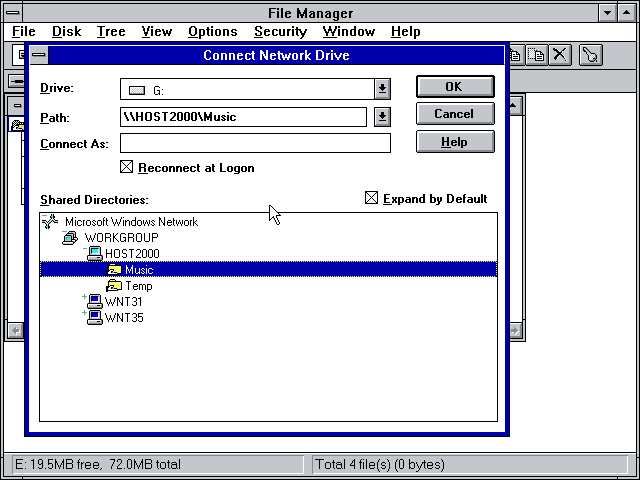 File Manager
File Disk Tree View Options Security Window Help
Connect Network Drive
Drive: G: OK
Path: \\HOST2000\Music Cancel
Connect As: Help
Reconnect at Logon
Shared Directories: Expand by Default
Microsoft Windows Network
WORKGROUP
HOST2000
Music
Temp
WNT31
WNT35
E: 19.5MB free, 72.0MB total Total 4 file(s) (0 bytes)